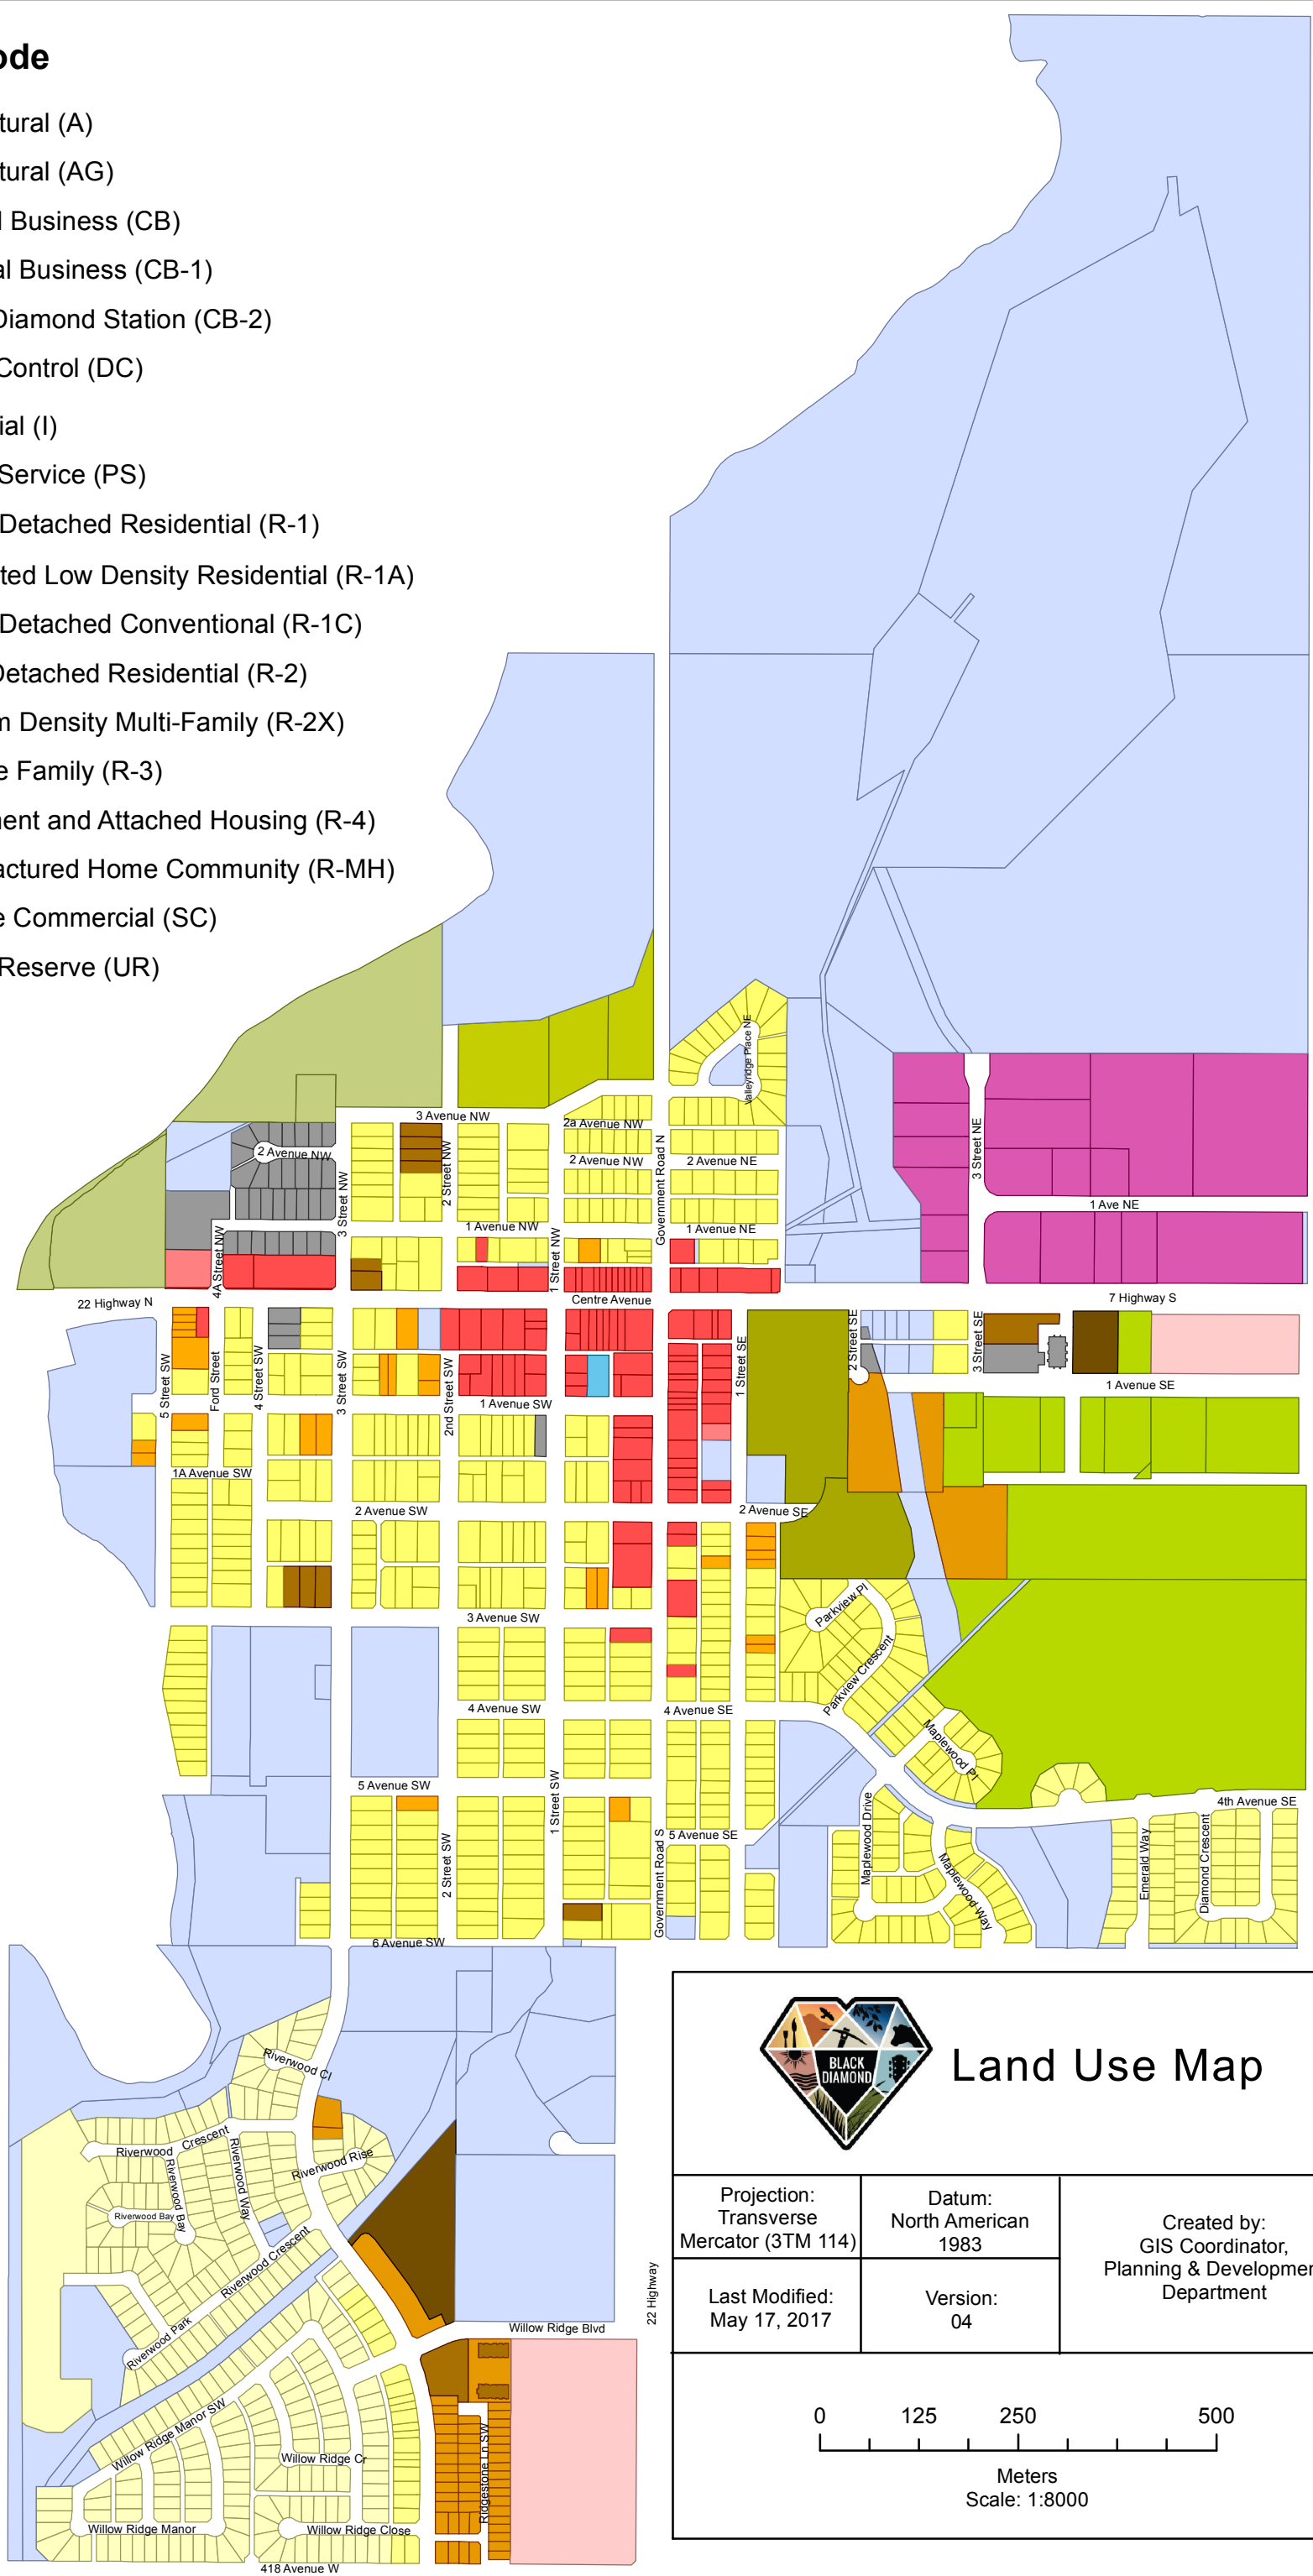 ode
tural (A)
tural (AG)
l Business (CB)
al Business (CB-1)
Diamond Station (CB-2)
Control (DC)
ial (I)
Service (PS)
Detached Residential (R-1)
ted Low Density Residential (R-1A)
Detached Conventional (R-1C)
Detached Residential (R-2)
m Density Multi-Family (R-2X)
e Family (R-3)
ment and Attached Housing (R-4)
actured Home Community (R-MH)
e Commercial (SC)
Reserve (UR)
Valleyridge Place NE
3 Avenue NW
2a Avenue NW
2 Avenue NW
2 Avenue NW
2 Avenue NE
3 Street NW
2 Street NW
Government Road N
3 Street NE
1 Avenue NW
1 Avenue NE
1 Ave NE
4A Street NW
1 Street NW
22 Highway N
Centre Avenue
7 Highway S
5 Street SW
Ford Street
4 Street SW
3 Street SW
2nd Street SW
1 Street SE
2 Street SE
3 Street SE
1 Avenue SE
1 Avenue SW
1A Avenue SW
2 Avenue SW
2 Avenue SE
3 Avenue SW
Parkview Pl
Parkview Crescent
4 Avenue SW
4 Avenue SE
Maplewood Pl
5 Avenue SW
1 Street SW
2 Street SW
5 Avenue SE
Government Road S
Maplewood Drive
Maplewood Way
4th Avenue SE
Emerald Way
Diamond Crescent
6 Avenue SW
Riverwood Cl
Riverwood Crescent
Riverwood Way
Riverwood Bay
Riverwood Bay
Riverwood Rise
Riverwood Crescent
Riverwood Park
22 Highway
Willow Ridge Blvd
Willow Ridge Manor SW
Willow Ridge Cr
Ridgestone Ln SW
Willow Ridge Manor
Willow Ridge Close
418 Avenue W
BLACK
DIAMOND
Land Use Map
Projection:
Transverse
Mercator (3TM 114)
Datum:
North American
1983
Created by:
GIS Coordinator,
Planning & Developmen
Department
Last Modified:
May 17, 2017
Version:
04
0 125 250 500
Meters
Scale: 1:8000